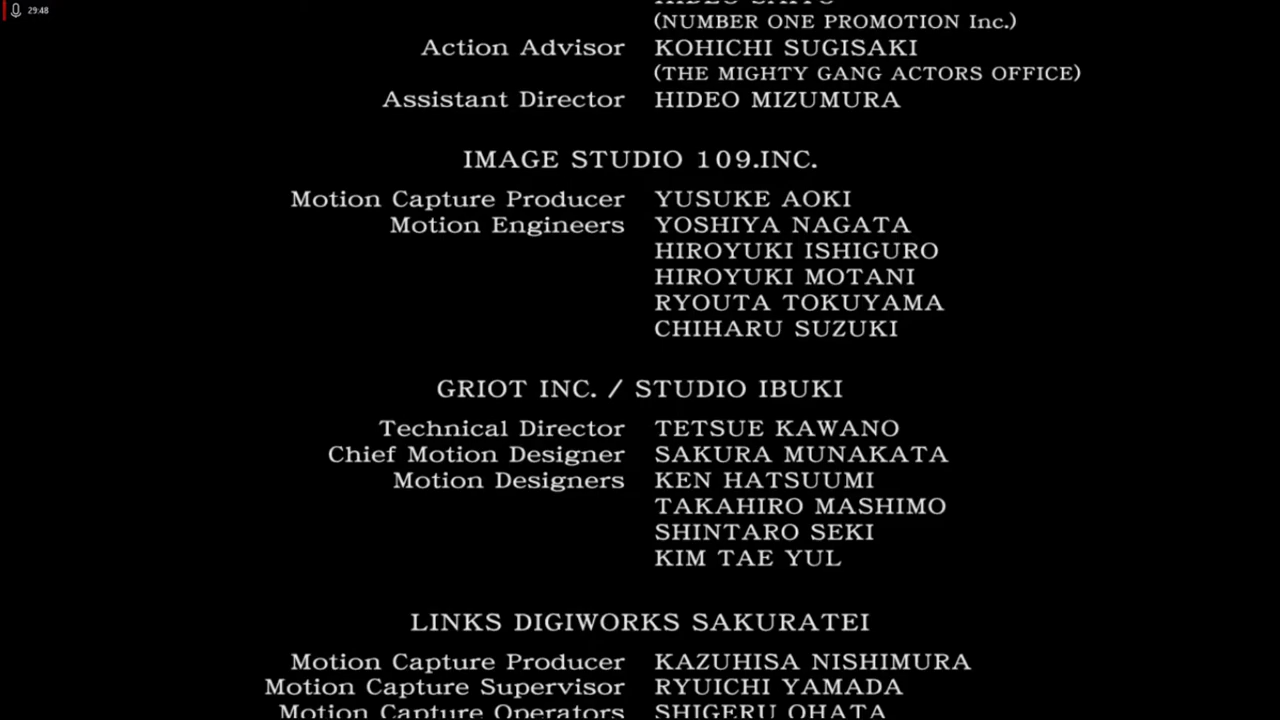 29:48
HIDEO SAITO
(NUMBER ONE PROMOTION Inc.)
Action Advisor KOHICHI SUGISAKI
(THE MIGHTY GANG ACTORS OFFICE)
Assistant Director HIDEO MIZUMURA
IMAGE STUDIO 109.INC.
Motion Capture Producer YUSUKE AOKI
Motion Engineers YOSHIYA NAGATA
HIROYUKI ISHIGURO
HIROYUKI MOTANI
RYOUTA TOKUYAMA
CHIHARU SUZUKI
GRIOT INC. / STUDIO IBUKI
Technical Director TETSUE KAWANO
Chief Motion Designer SAKURA MUNAKATA
Motion Designers KEN HATSUUMI
TAKAHIRO MASHIMO
SHINTARO SEKI
KIM TAE YUL
LINKS DIGIWORKS SAKURATEI
Motion Capture Producer KAZUHISA NISHIMURA
Motion Capture Supervisor RYUICHI YAMADA
Motion Capture Operators SHIGERU OHATA